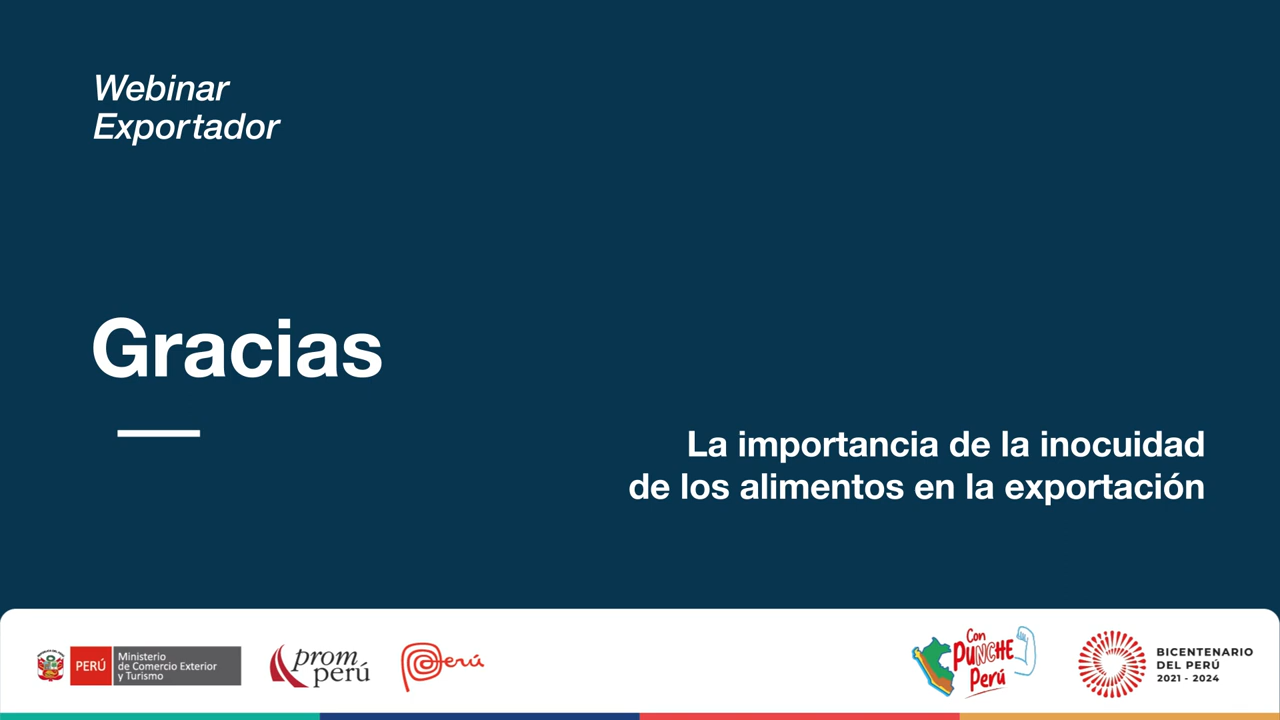 Webinar
Exportador
Gracias
La importancia de la inocuidad
de los alimentos en la exportación
PERÚ
Ministerio
de Comercio Exterior
y Turismo
prom
perú
Perú
Con
PUNCHE
Perú
BICENTENARIO
DEL PERÚ
2021 - 2024